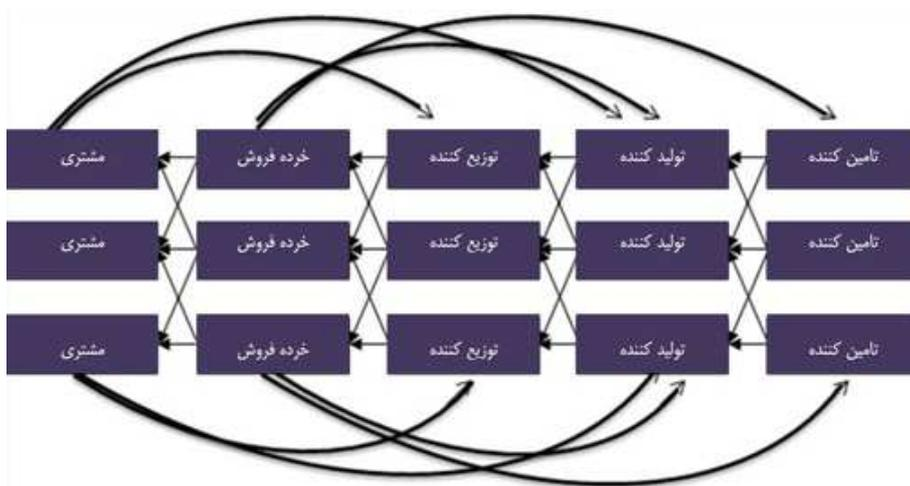 تامین کننده
تولید کننده
توزیع کننده
خرده فروش
مشتری
تامین کننده
تولید کننده
توزیع کننده
خرده فروش
مشتری
تامین کننده
تولید کننده
توزیع کننده
خرده فروش
مشتری